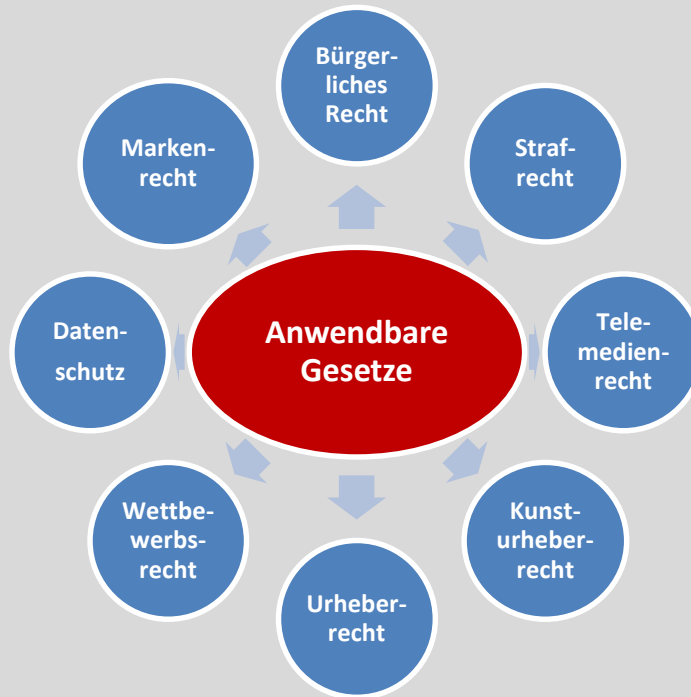 Bürger-
liches
Recht
Straf-
recht
Tele-
medien-
recht
Kunst-
urheber-
recht
Urheber-
recht
Wettbe-
werbs-
recht
Daten-
schutz
Marken-
recht
Anwendbare
Gesetze